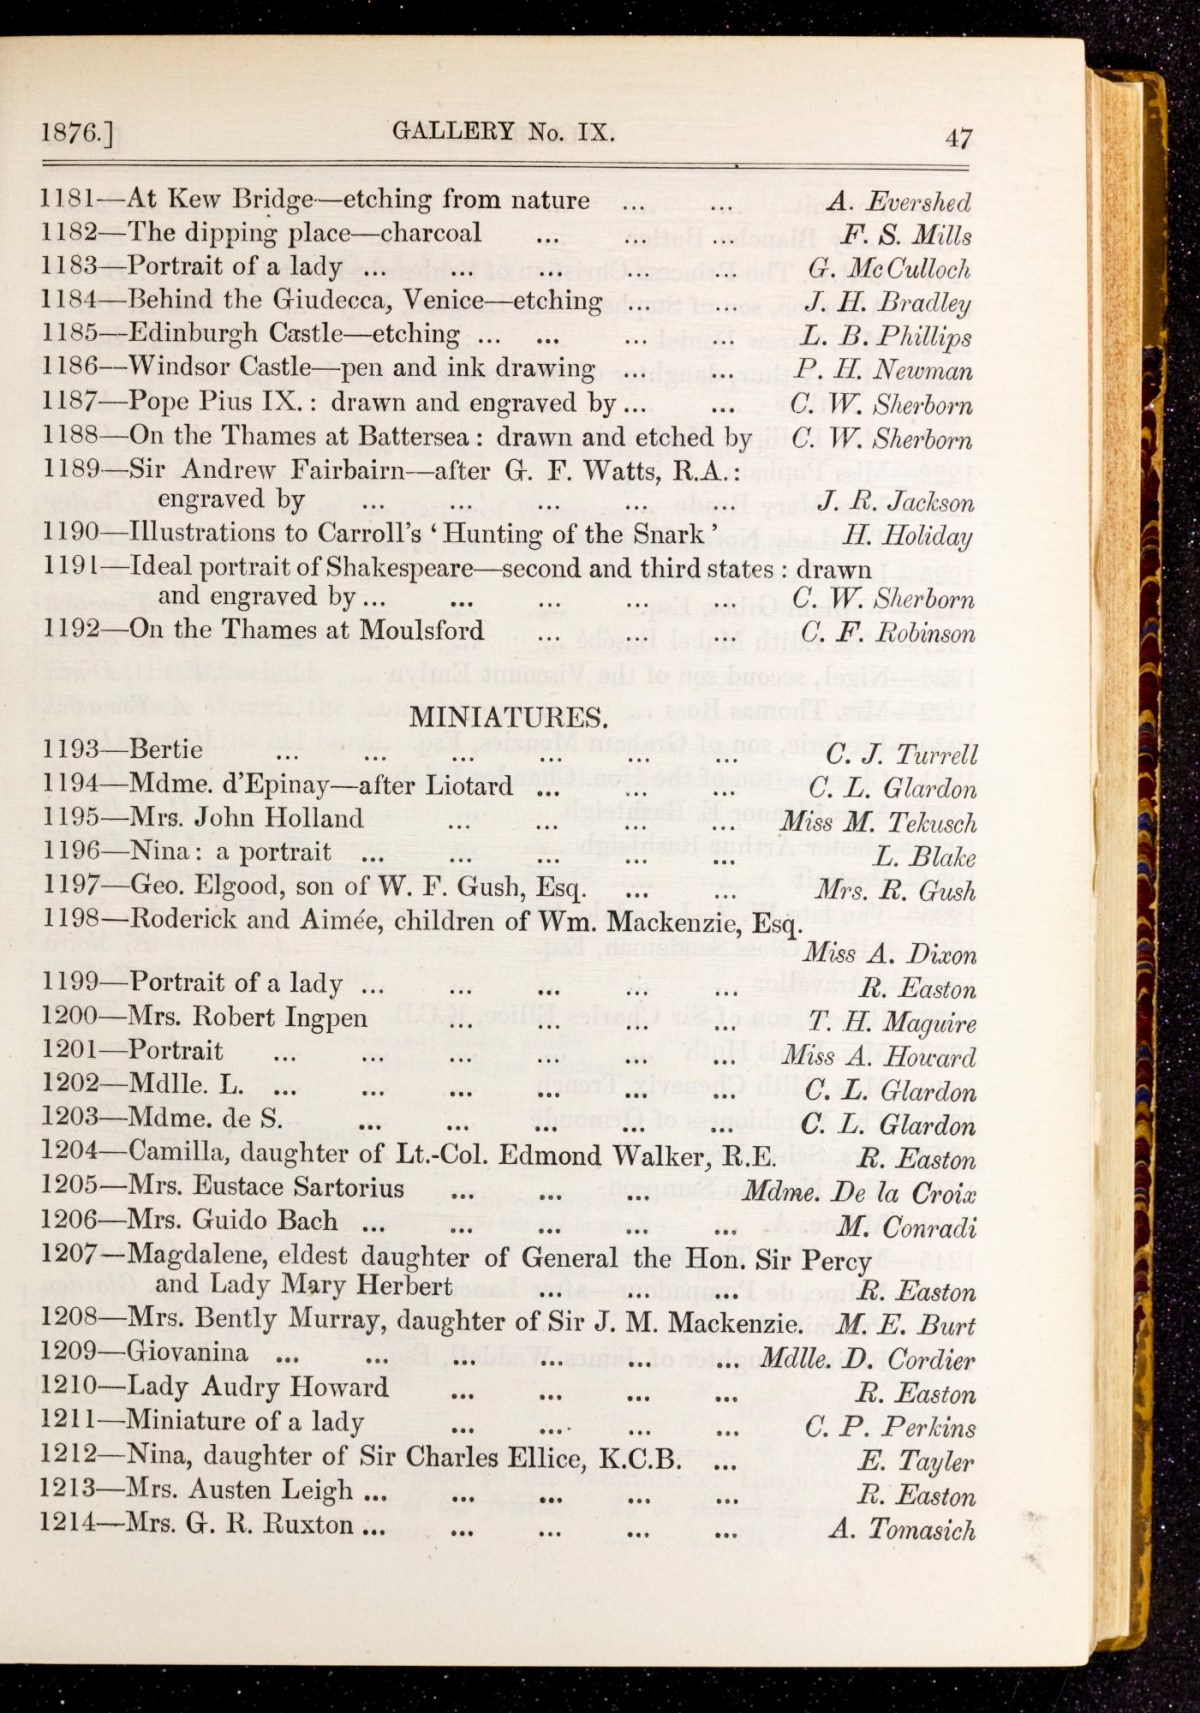 1876.] GALLERY No. IX. 47
1181—At Kew Bridge—etching from nature ... ... A. Evershed
1182—The dipping place—charcoal ... ... ... F. S. Mills
1183—Portrait of a lady ... ... ... ... ... G. McCulloch
1184—Behind the Giudecca, Venice—etching ... ... J. H. Bradley
1185—Edinburgh Castle—etching ... ... ... ... L. B. Phillips
1186—Windsor Castle—pen and ink drawing ... ... P. H. Newman
1187—Pope Pius IX.: drawn and engraved by ... ... C. W. Sherborn
1188—On the Thames at Battersea: drawn and etched by C. W. Sherborn
1189—Sir Andrew Fairbairn—after G. F. Watts, R.A.:
engraved by ... ... ... ... ... J. R. Jackson
1190—Illustrations to Carroll's 'Hunting of the Snark' H. Holiday
1191—Ideal portrait of Shakespeare—second and third states : drawn
and engraved by ... ... ... ... ... C. W. Sherborn
1192—On the Thames at Moulsford ... ... ... C. F. Robinson
MINIATURES.
1193—Bertie ... ... ... ... ... ... C. J. Turrell
1194—Mdme. d'Epinay—after Liotard ... ... ... C. L. Glardon
1195—Mrs. John Holland ... ... ... ... Miss M. Tekusch
1196—Nina: a portrait ... ... ... ... ... L. Blake
1197—Geo. Elgood, son of W. F. Gush, Esq. ... ... Mrs. R. Gush
1198—Roderick and Aimée, children of Wm. Mackenzie, Esq.
Miss A. Dixon
1199—Portrait of a lady ... ... ... ... ... R. Easton
1200—Mrs. Robert Ingpen ... ... ... ... T. H. Maguire
1201—Portrait ... ... ... ... ... ... Miss A. Howard
1202—Mdlle. L. ... ... ... ... ... ... C. L. Glardon
1203—Mdme. de S. ... ... ... ... ... C. L. Glardon
1204—Camilla, daughter of Lt.-Col. Edmond Walker, R.E. R. Easton
1205—Mrs. Eustace Sartorius ... ... ... Mdme. De la Croix
1206—Mrs. Guido Bach ... ... ... ... ... M. Conradi
1207—Magdalene, eldest daughter of General the Hon. Sir Percy
and Lady Mary Herbert ... ... ... R. Easton
1208—Mrs. Bently Murray, daughter of Sir J. M. Mackenzie. M. E. Burt
1209—Giovanina ... ... ... ... ... ... Mdlle. D. Cordier
1210—Lady Audry Howard ... ... ... ... R. Easton
1211—Miniature of a lady ... ... ... ... C. P. Perkins
1212—Nina, daughter of Sir Charles Ellice, K.C.B. ... E. Tayler
1213—Mrs. Austen Leigh ... ... ... ... ... R. Easton
1214—Mrs. G. R. Ruxton ... ... ... ... ... A. Tomasich